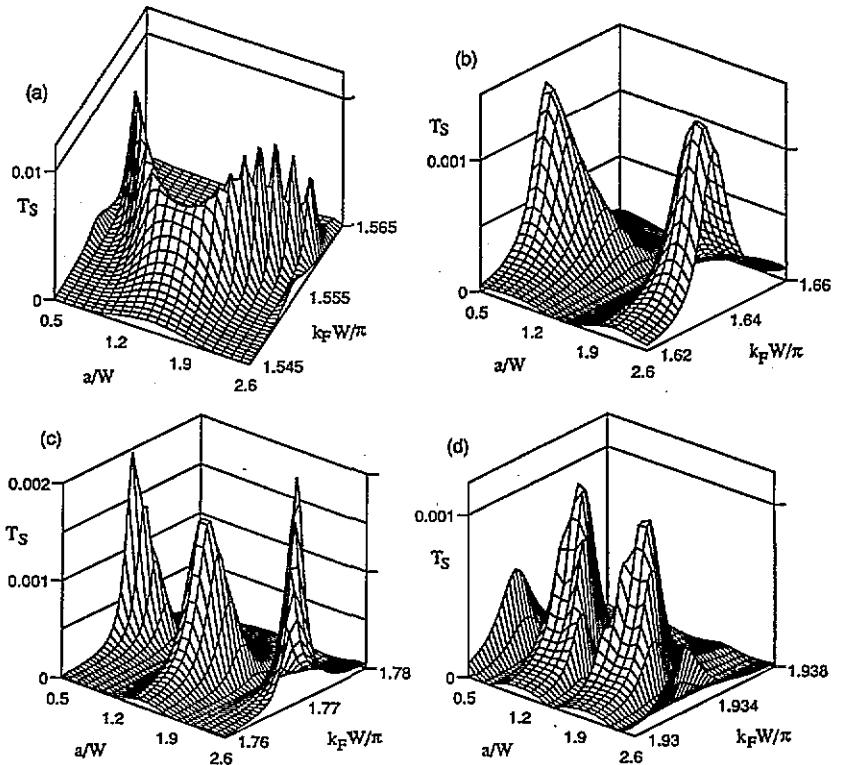 (a)
0.01
T_S
0
0.5
1.2
1.9
2.6
a/W
1.545
1.555
1.565
k_F W/π
(b)
T_S
0.001
0
0.5
1.2
1.9
2.6
a/W
1.62
1.64
1.66
k_F W/π
(c)
0.002
T_S
0.001
0
0.5
1.2
1.9
2.6
a/W
1.76
1.77
1.78
k_F W/π
(d)
0.001
T_S
0
0.5
1.2
1.9
2.6
a/W
1.93
1.934
1.938
k_F W/π